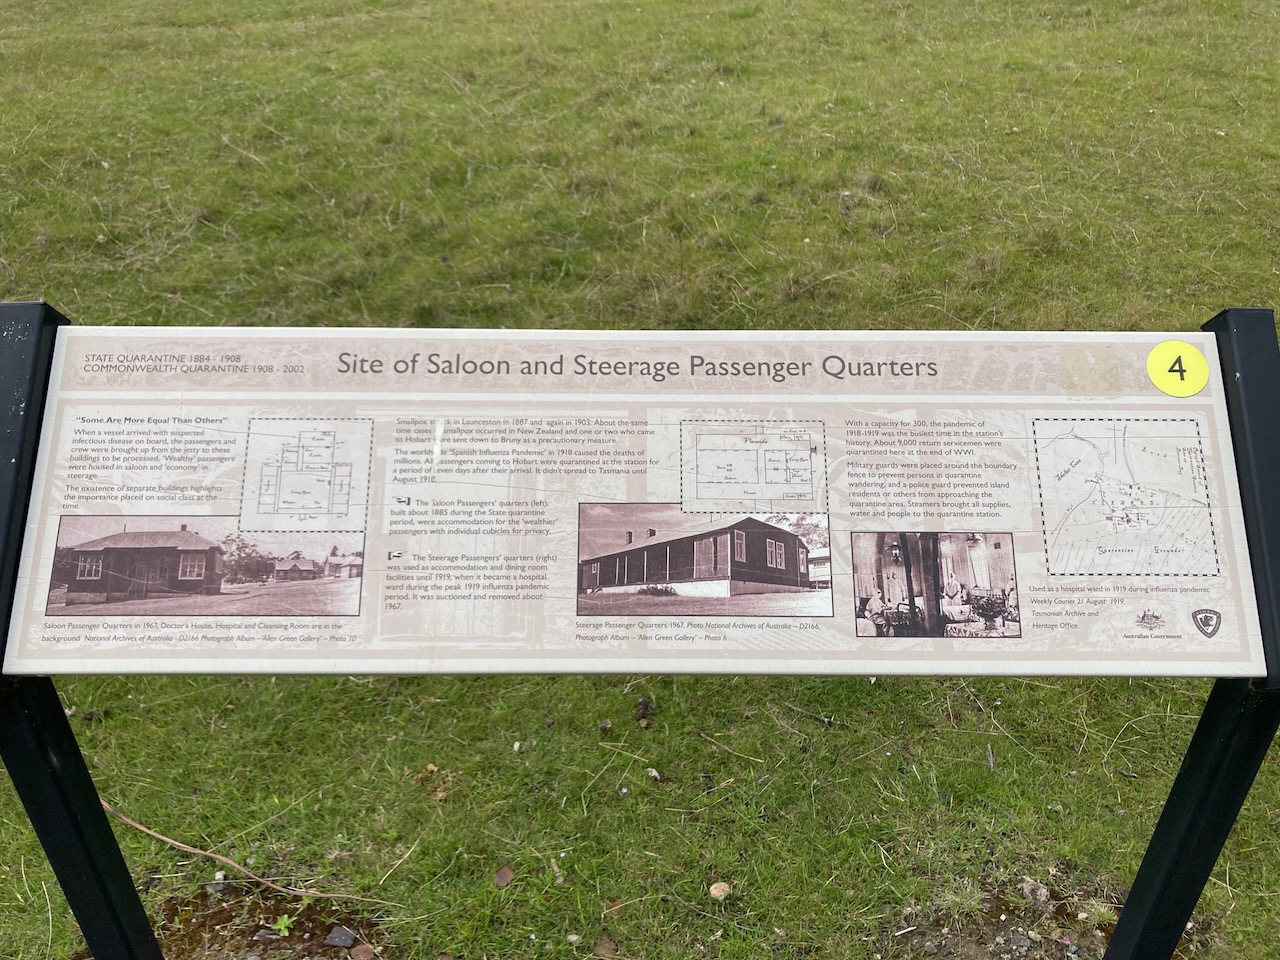 STATE QUARANTINE 1884 - 1908
COMMONWEALTH QUARANTINE 1908 - 2002
Site of Saloon and Steerage Passenger Quarters
4
"Some Are More Equal Than Others"
When a vessel arrived with suspected
infectious disease on board, the passengers and
crew were brought up from the jetty to these
buildings to be processed. 'Wealthy' passengers
were housed in saloon and 'economy' in
steerage.
The existence of separate buildings highlights
the importance placed on social class at the
time.
Saloon Passenger Quarters in 1967, Doctor's House, Hospital and Cleansing Room are in the
background National Archives of Australia - D2166 Photograph Album – 'Allen Green Gallery' – Photo 10
Smallpox struck in Launceston in 1887 and again in 1903. About the same
time cases smallpox occurred in New Zealand and one or two who came
to Hobart were sent down to Bruny as a precautionary measure.
The worldwide 'Spanish Influenza Pandemic' in 1918 caused the deaths of
millions. All passengers coming to Hobart were quarantined at the station for
a period of seven days after their arrival. It didn't spread to Tasmania until
August 1918.
The Saloon Passengers' quarters (left),
built about 1885 during the State quarantine
period, were accommodation for the 'wealthier'
passengers with individual cubicles for privacy.
The Steerage Passengers' quarters (right)
was used as accommodation and dining room
facilities until 1919, when it became a hospital
ward during the peak 1919 influenza pandemic
period. It was auctioned and removed about
1967.
Veranda
Steerage Passenger Quarters 1967. Photo National Archives of Australia – D2166,
Photograph Album – 'Allen Green Gallery' – Photo 6
With a capacity for 300, the pandemic of
1918-1919 was the busiest time in the station's
history. About 9,000 return servicemen were
quarantined here at the end of WWI.
Military guards were placed around the boundary
fence to prevent persons in quarantine
wandering, and a police guard prevented island
residents or others from approaching the
quarantine area. Steamers brought all supplies,
water and people to the quarantine station.
Quarantine Grounds
Used as a hospital ward in 1919 during influenza pandemic
Weekly Courier 21 August 1919
Tasmanian Archive and
Heritage Office
Australian Government